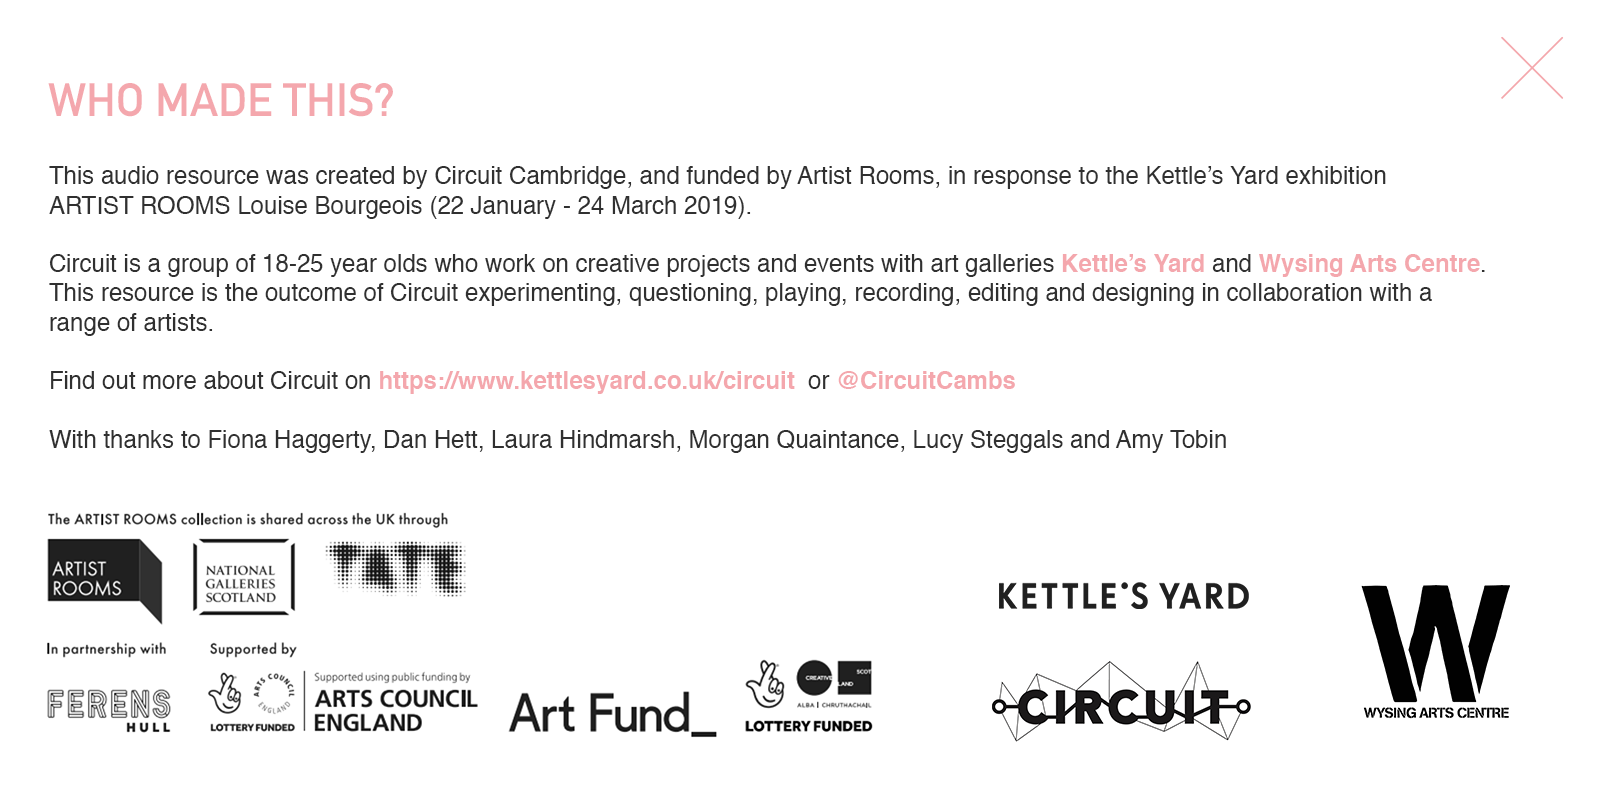 WHO MADE THIS?
This audio resource was created by Circuit Cambridge, and funded by Artist Rooms, in response to the Kettle’s Yard exhibition
ARTIST ROOMS Louise Bourgeois (22 January - 24 March 2019).
Circuit is a group of 18-25 year olds who work on creative projects and events with art galleries Kettle’s Yard and Wysing Arts Centre.
This resource is the outcome of Circuit experimenting, questioning, playing, recording, editing and designing in collaboration with a
range of artists.
Find out more about Circuit on https://www.kettlesyard.co.uk/circuit or @CircuitCambs
With thanks to Fiona Haggerty, Dan Hett, Laura Hindmarsh, Morgan Quaintance, Lucy Steggals and Amy Tobin
The ARTIST ROOMS collection is shared across the UK through
ARTIST
ROOMS
NATIONAL
GALLERIES
SCOTLAND
TATE
In partnership with
FERENS
HULL
Supported by
ARTS COUNCIL
ENGLAND
LOTTERY FUNDED
Supported using public funding by
ARTS COUNCIL
ENGLAND
Art Fund_
CREATIVE
SCOT
LAND
ALBA | CHRUTHACHAIL
LOTTERY FUNDED
KETTLE'S YARD
CIRCUIT
W
WYSING ARTS CENTRE